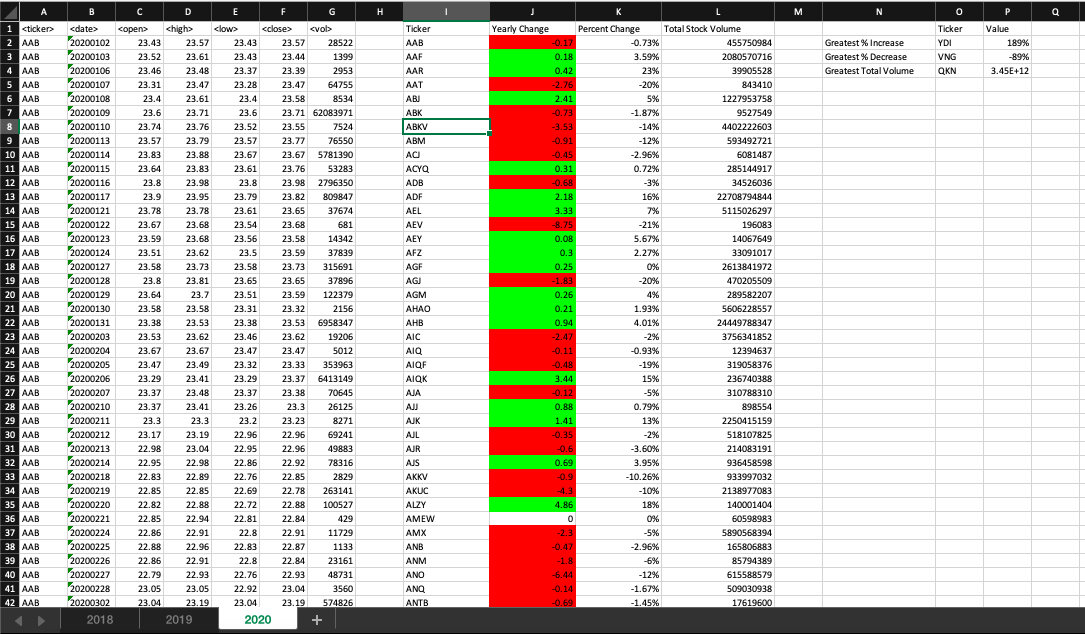 A B C D E F G H I J K L M N O P Q
1 <ticker> <date> <open> <high> <low> <close> <vol> Ticker Yearly Change Percent Change Total Stock Volume Ticker Value
2 AAB 20200102 23.43 23.57 23.43 23.57 28522 AAB -0.17 -0.73% 455750984 Greatest % Increase YDI 189%
3 AAB 20200103 23.52 23.61 23.43 23.44 1399 AAF 0.18 3.59% 2080570716 Greatest % Decrease VNG -89%
4 AAB 20200106 23.46 23.48 23.37 23.39 2953 AAR 0.42 23% 39905528 Greatest Total Volume QKN 3.45E+12
5 AAB 20200107 23.31 23.47 23.28 23.47 64755 AAT -2.76 -20% 843410
6 AAB 20200108 23.4 23.61 23.4 23.58 8534 ABJ 2.41 5% 1227953758
7 AAB 20200109 23.6 23.71 23.6 23.71 62083971 ABK -0.73 -1.87% 9527549
8 AAB 20200110 23.74 23.76 23.52 23.55 7524 ABKV -3.53 -14% 4402222603
9 AAB 20200113 23.57 23.79 23.57 23.77 76550 ABM -0.91 -12% 593492721
10 AAB 20200114 23.83 23.88 23.67 23.67 5781390 ACJ -0.45 -2.96% 6081487
11 AAB 20200115 23.64 23.83 23.61 23.76 53283 ACYQ 0.31 0.72% 285144917
12 AAB 20200116 23.8 23.98 23.8 23.98 2796350 ADB -0.68 -3% 34526036
13 AAB 20200117 23.9 23.95 23.79 23.82 809847 ADF 2.18 16% 22708794844
14 AAB 20200121 23.78 23.78 23.61 23.65 37674 AEL 3.33 7% 5115026297
15 AAB 20200122 23.67 23.68 23.54 23.68 681 AEV -8.75 -21% 196083
16 AAB 20200123 23.59 23.68 23.56 23.58 14342 AEY 0.08 5.67% 14067649
17 AAB 20200124 23.51 23.62 23.5 23.59 37839 AFZ 0.3 2.27% 33091017
18 AAB 20200127 23.58 23.73 23.58 23.73 315691 AGF 0.25 0% 2613841972
19 AAB 20200128 23.8 23.81 23.65 23.65 37896 AGJ -1.83 -20% 470205509
20 AAB 20200129 23.64 23.7 23.51 23.59 122379 AGM 0.26 4% 289582207
21 AAB 20200130 23.58 23.58 23.31 23.32 2156 AHAO 0.21 1.93% 5606228557
22 AAB 20200131 23.38 23.53 23.38 23.53 6958347 AHB 0.94 4.01% 24449788347
23 AAB 20200203 23.53 23.62 23.46 23.62 19206 AIC -2.47 -2% 3756341852
24 AAB 20200204 23.67 23.67 23.47 23.47 5012 AIQ -0.11 -0.93% 12394637
25 AAB 20200205 23.47 23.49 23.32 23.33 353963 AIQF -0.48 -19% 319058376
26 AAB 20200206 23.29 23.41 23.29 23.37 6413149 AIQK 3.44 15% 236740388
27 AAB 20200207 23.37 23.48 23.37 23.38 70645 AJA -0.12 -5% 310788310
28 AAB 20200210 23.37 23.41 23.26 23.3 26125 AJJ 0.88 0.79% 898554
29 AAB 20200211 23.3 23.3 23.2 23.23 8271 AJK 1.41 13% 2250415159
30 AAB 20200212 23.17 23.19 22.96 22.96 69241 AJL -0.35 -2% 518107825
31 AAB 20200213 22.98 23.04 22.95 22.96 49883 AJR -0.6 -3.60% 214083191
32 AAB 20200214 22.95 22.98 22.86 22.92 78316 AJS 0.69 3.95% 936458598
33 AAB 20200218 22.83 22.89 22.76 22.85 2829 AKKV -0.9 -10.26% 933997032
34 AAB 20200219 22.85 22.85 22.69 22.78 263141 AKUC -4.3 -10% 2138977083
35 AAB 20200220 22.82 22.88 22.72 22.88 100527 ALZY 4.86 18% 140001404
36 AAB 20200221 22.85 22.94 22.81 22.84 429 AMEW 0 0% 60598983
37 AAB 20200224 22.86 22.91 22.8 22.91 11729 AMX -2.3 -5% 5890568394
38 AAB 20200225 22.88 22.96 22.83 22.87 1133 ANB -0.47 -2.96% 165806883
39 AAB 20200226 22.86 22.91 22.8 22.84 23161 ANM -1.8 -6% 85794389
40 AAB 20200227 22.79 22.93 22.76 22.93 48731 ANO -6.44 -12% 615588579
41 AAB 20200228 23.05 23.05 22.92 23.04 3560 ANQ -0.14 -1.67% 509030938
42 AAB 20200302 23.04 23.19 23.04 23.19 574826 ANTB -0.69 -1.45% 17619600
2018 2019 2020 +